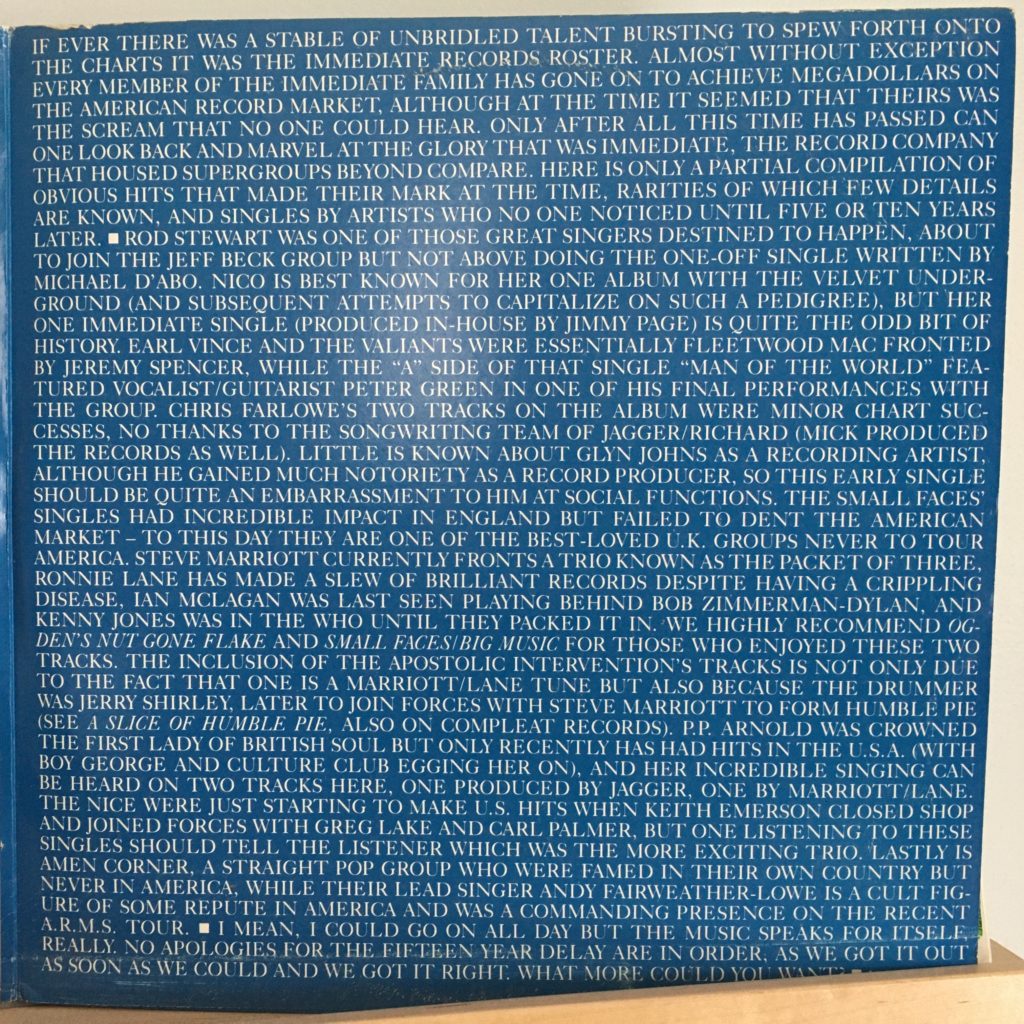 IF EVER THERE WAS A STABLE OF UNBRIDLED TALENT BURSTING TO SPEW FORTH ONTO
THE CHARTS IT WAS THE IMMEDIATE RECORDS ROSTER. ALMOST WITHOUT EXCEPTION
EVERY MEMBER OF THE IMMEDIATE FAMILY HAS GONE ON TO ACHIEVE MEGADOLLARS ON
THE AMERICAN RECORD MARKET, ALTHOUGH AT THE TIME IT SEEMED THAT THEIRS WAS
THE SCREAM THAT NO ONE COULD HEAR. ONLY AFTER ALL THIS TIME HAS PASSED CAN
ONE LOOK BACK AND MARVEL AT THE GLORY THAT WAS IMMEDIATE, THE RECORD COMPANY
THAT HOUSED SUPERGROUPS BEYOND COMPARE. HERE IS ONLY A PARTIAL COMPILATION OF
OBVIOUS HITS THAT MADE THEIR MARK AT THE TIME, RARITIES OF WHICH FEW DETAILS
ARE KNOWN, AND SINGLES BY ARTISTS WHO NO ONE NOTICED UNTIL FIVE OR TEN YEARS
LATER. ■ ROD STEWART WAS ONE OF THOSE GREAT SINGERS DESTINED TO HAPPEN, ABOUT
TO JOIN THE JEFF BECK GROUP BUT NOT ABOVE DOING THE ONE-OFF SINGLE WRITTEN BY
MICHAEL D'ABO. NICO IS BEST KNOWN FOR HER ONE ALBUM WITH THE VELVET UNDER-
GROUND (AND SUBSEQUENT ATTEMPTS TO CAPITALIZE ON SUCH A PEDIGREE), BUT HER
ONE IMMEDIATE SINGLE (PRODUCED IN-HOUSE BY JIMMY PAGE) IS QUITE THE ODD BIT OF
HISTORY. EARL VINCE AND THE VALIANTS WERE ESSENTIALLY FLEETWOOD MAC FRONTED
BY JEREMY SPENCER, WHILE THE "A" SIDE OF THAT SINGLE "MAN OF THE WORLD" FEA-
TURED VOCALIST/GUITARIST PETER GREEN IN ONE OF HIS FINAL PERFORMANCES WITH
THE GROUP. CHRIS FARLOWE'S TWO TRACKS ON THE ALBUM WERE MINOR CHART SUC-
CESSES, NO THANKS TO THE SONGWRITING TEAM OF JAGGER/RICHARD (MICK PRODUCED
THE RECORDS AS WELL). LITTLE IS KNOWN ABOUT GLYN JOHNS AS A RECORDING ARTIST,
ALTHOUGH HE GAINED MUCH NOTORIETY AS A RECORD PRODUCER, SO THIS EARLY SINGLE
SHOULD BE QUITE AN EMBARRASSMENT TO HIM AT SOCIAL FUNCTIONS. THE SMALL FACES'
SINGLES HAD INCREDIBLE IMPACT IN ENGLAND BUT FAILED TO DENT THE AMERICAN
MARKET – TO THIS DAY THEY ARE ONE OF THE BEST-LOVED U.K. GROUPS NEVER TO TOUR
AMERICA. STEVE MARRIOTT CURRENTLY FRONTS A TRIO KNOWN AS THE PACKET OF THREE,
RONNIE LANE HAS MADE A SLEW OF BRILLIANT RECORDS DESPITE HAVING A CRIPPLING
DISEASE, IAN MCLAGAN WAS LAST SEEN PLAYING BEHIND BOB ZIMMERMAN-DYLAN, AND
KENNY JONES WAS IN THE WHO UNTIL THEY PACKED IT IN. WE HIGHLY RECOMMEND OG-
DEN'S NUT GONE FLAKE AND SMALL FACES/BIG MUSIC FOR THOSE WHO ENJOYED THESE TWO
TRACKS. THE INCLUSION OF THE APOSTOLIC INTERVENTION'S TRACKS IS NOT ONLY DUE
TO THE FACT THAT ONE IS A MARRIOTT/LANE TUNE BUT ALSO BECAUSE THE DRUMMER
WAS JERRY SHIRLEY, LATER TO JOIN FORCES WITH STEVE MARRIOTT TO FORM HUMBLE PIE
(SEE A SLICE OF HUMBLE PIE, ALSO ON COMPLEAT RECORDS). P.P. ARNOLD WAS CROWNED
THE FIRST LADY OF BRITISH SOUL BUT ONLY RECENTLY HAS HAD HITS IN THE U.S.A. (WITH
BOY GEORGE AND CULTURE CLUB EGGING HER ON), AND HER INCREDIBLE SINGING CAN
BE HEARD ON TWO TRACKS HERE, ONE PRODUCED BY JAGGER, ONE BY MARRIOTT/LANE.
THE NICE WERE JUST STARTING TO MAKE U.S. HITS WHEN KEITH EMERSON CLOSED SHOP
AND JOINED FORCES WITH GREG LAKE AND CARL PALMER, BUT ONE LISTENING TO THESE
SINGLES SHOULD TELL THE LISTENER WHICH WAS THE MORE EXCITING TRIO. LASTLY IS
AMEN CORNER, A STRAIGHT POP GROUP WHO WERE FAMED IN THEIR OWN COUNTRY BUT
NEVER IN AMERICA, WHILE THEIR LEAD SINGER ANDY FAIRWEATHER-LOWE IS A CULT FIG-
URE OF SOME REPUTE IN AMERICA AND WAS A COMMANDING PRESENCE ON THE RECENT
A.R.M.S. TOUR. ■ I MEAN, I COULD GO ON ALL DAY BUT THE MUSIC SPEAKS FOR ITSELF,
REALLY. NO APOLOGIES FOR THE FIFTEEN YEAR DELAY ARE IN ORDER, AS WE GOT IT OUT
AS SOON AS WE COULD AND WE GOT IT RIGHT. WHAT MORE COULD YOU WANT? ■